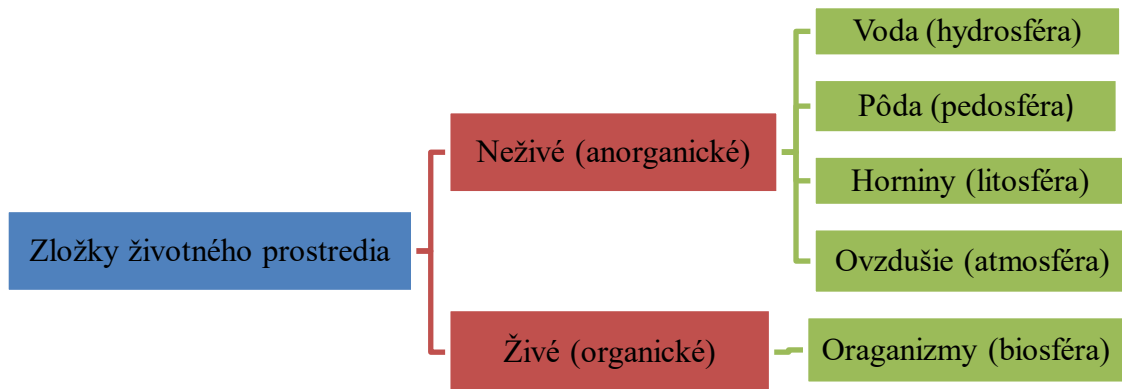 Zložky životného prostredia
Neživé (anorganické)
Voda (hydrosféra)
Pôda (pedosféra)
Horniny (litosféra)
Ovzdušie (atmosféra)
Živé (organické)
Oraganizmy (biosféra)